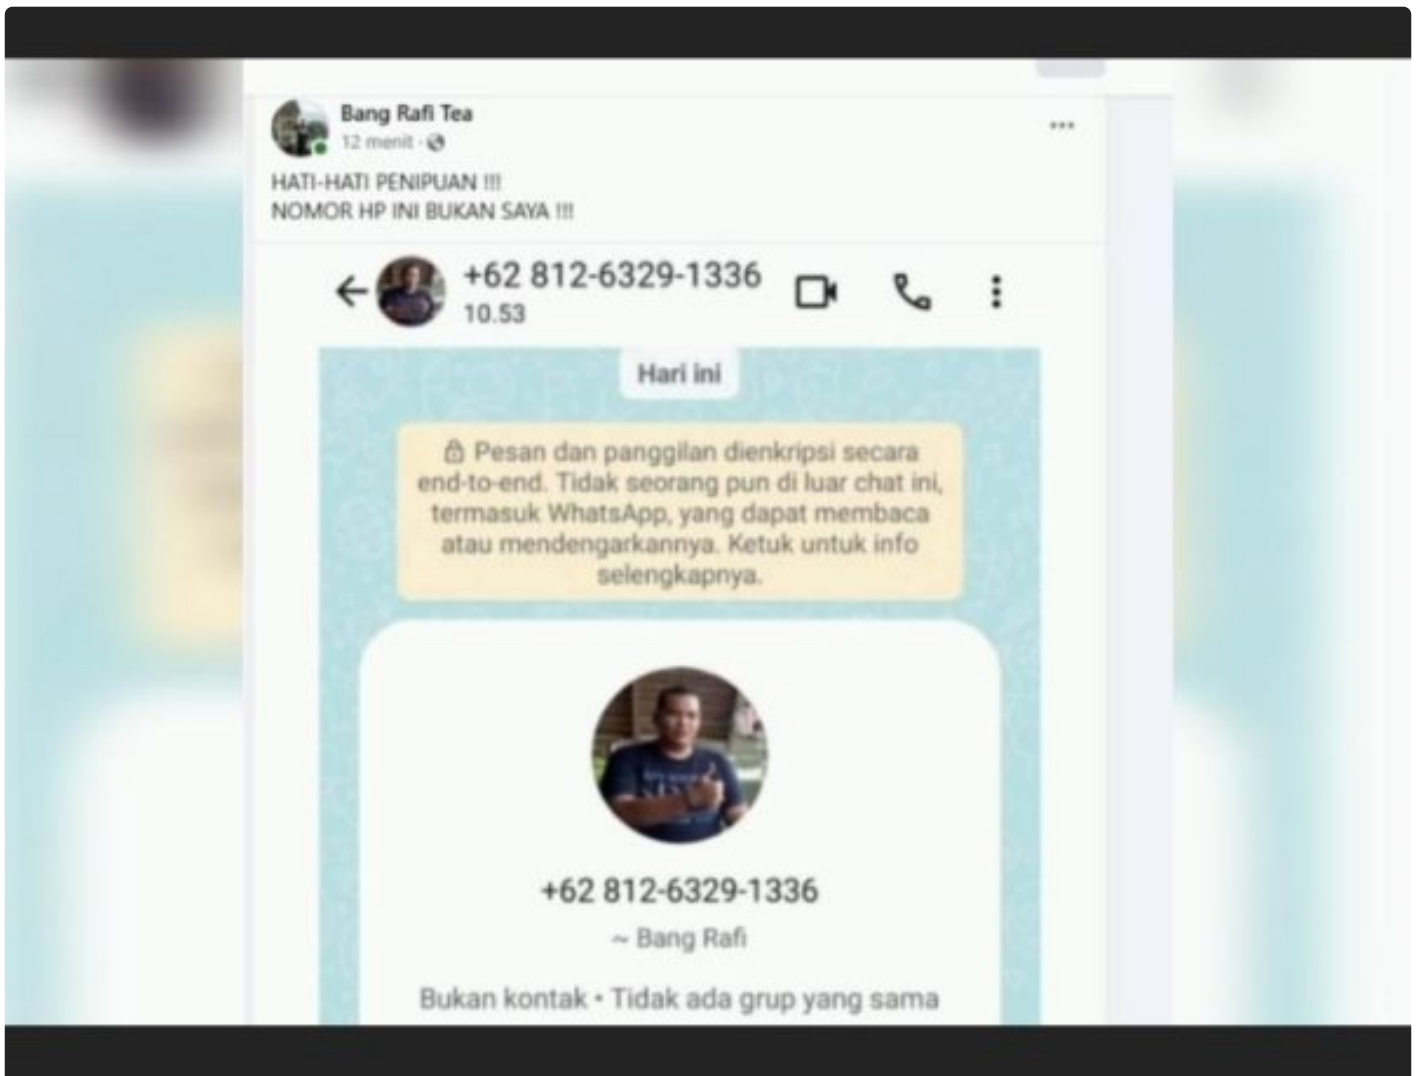 Bang Rafi Tea
12 menit ·
HATI-HATI PENIPUAN !!!
NOMOR HP INI BUKAN SAYA !!!
+62 812-6329-1336
10.53
Hari ini
Pesan dan panggilan dienkripsi secara
end-to-end. Tidak seorang pun di luar chat ini,
termasuk WhatsApp, yang dapat membaca
atau mendengarkannya. Ketuk untuk info
selengkapnya.
+62 812-6329-1336
~ Bang Rafi
Bukan kontak • Tidak ada grup yang sama